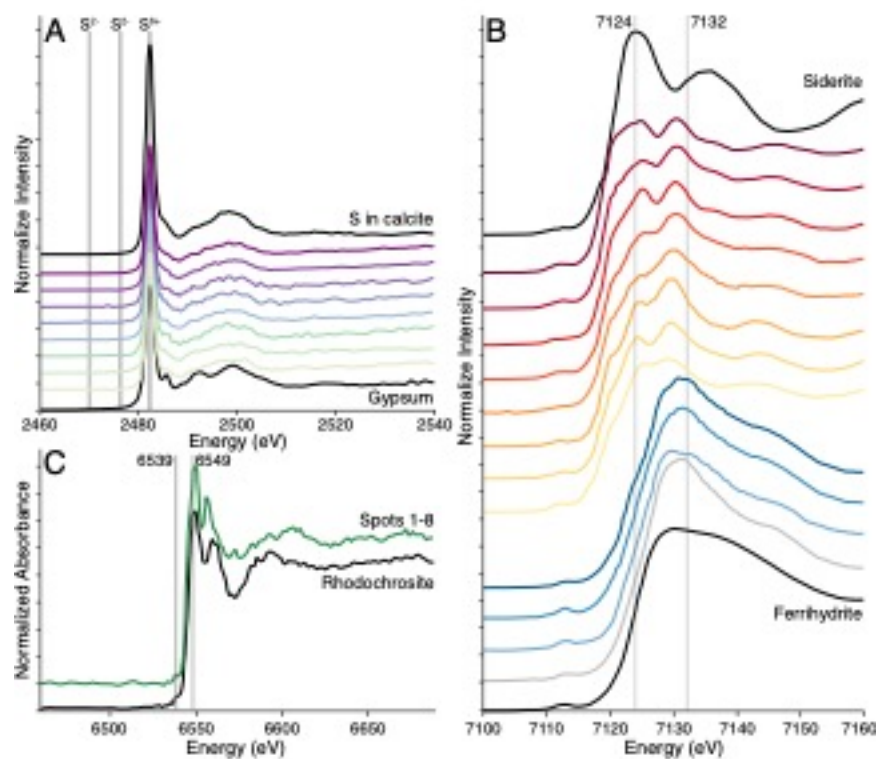 A
S²⁻ S⁰⁻ S⁶⁺
Normalize Intensity
S in calcite
Gypsum
2460 2480 2500 2520 2540
Energy (eV)
B
7124 7132
Normalize Intensity
Siderite
Ferrihydrite
7100 7110 7120 7130 7140 7150 7160
Energy (eV)
C
6539 6549
Normalized Absorbance
Spots 1-8
Rhodochrosite
6500 6550 6600 6650
Energy (eV)